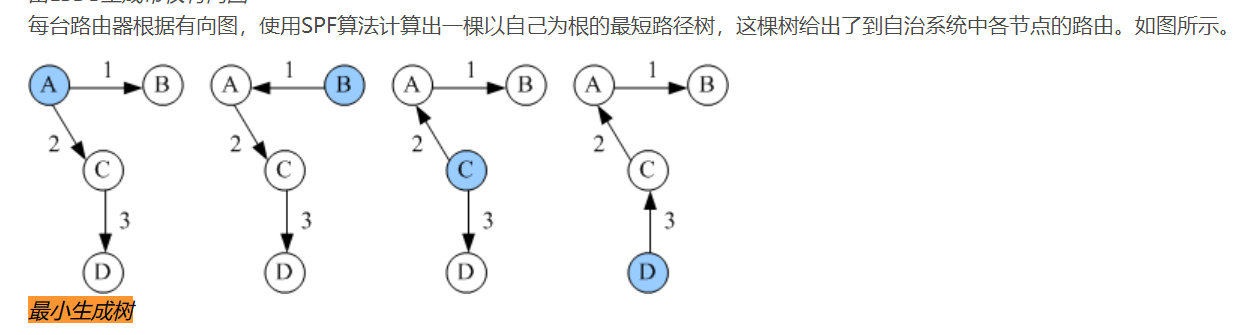 每台路由器根据有向图，使用SPF算法计算出一棵以自己为根的最短路径树，这棵树给出了到自治系统中各节点的路由。如图所示。
A 1 B A 1 B A 1 B A 1 B
2 2 2 2
C C C C
3 3 3 3
D D D D
最小生成树